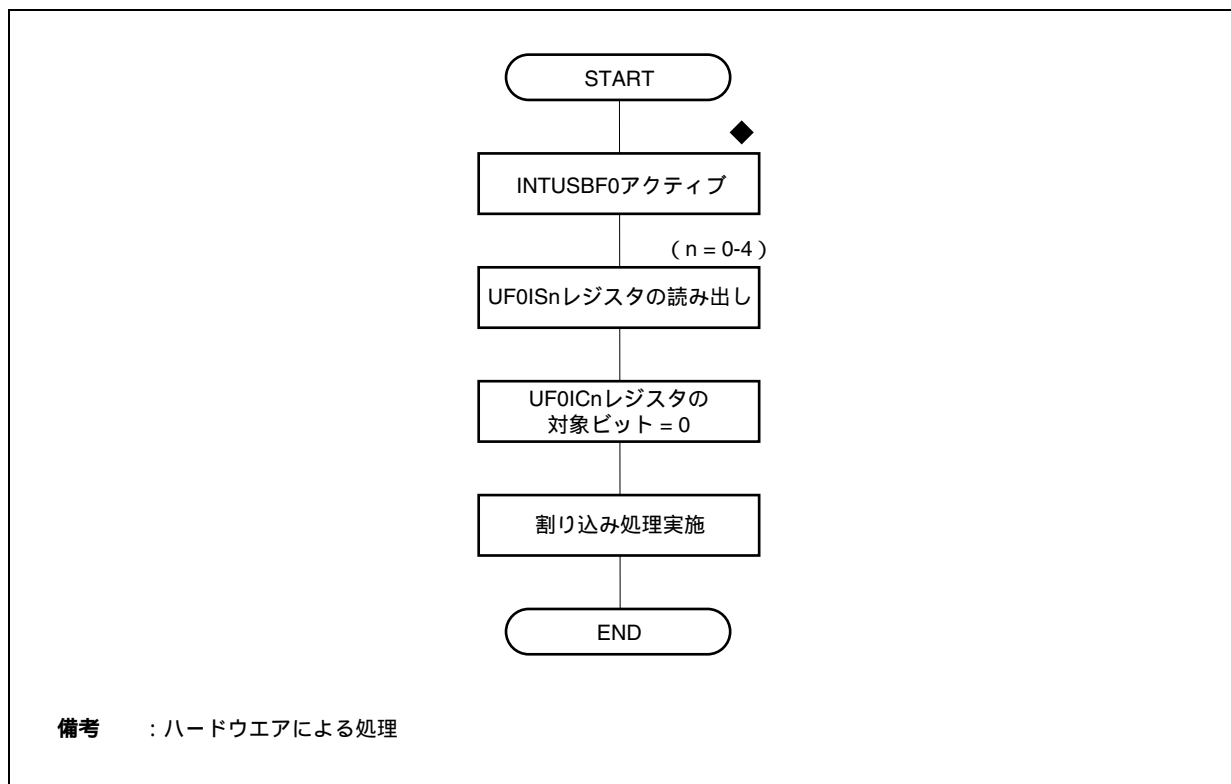 START
◆
INTUSBF0アクティブ
（n = 0-4）
UF0ISnレジスタの読み出し
UF0ICnレジスタの
対象ビット = 0
割り込み処理実施
END
備考　：ハードウエアによる処理